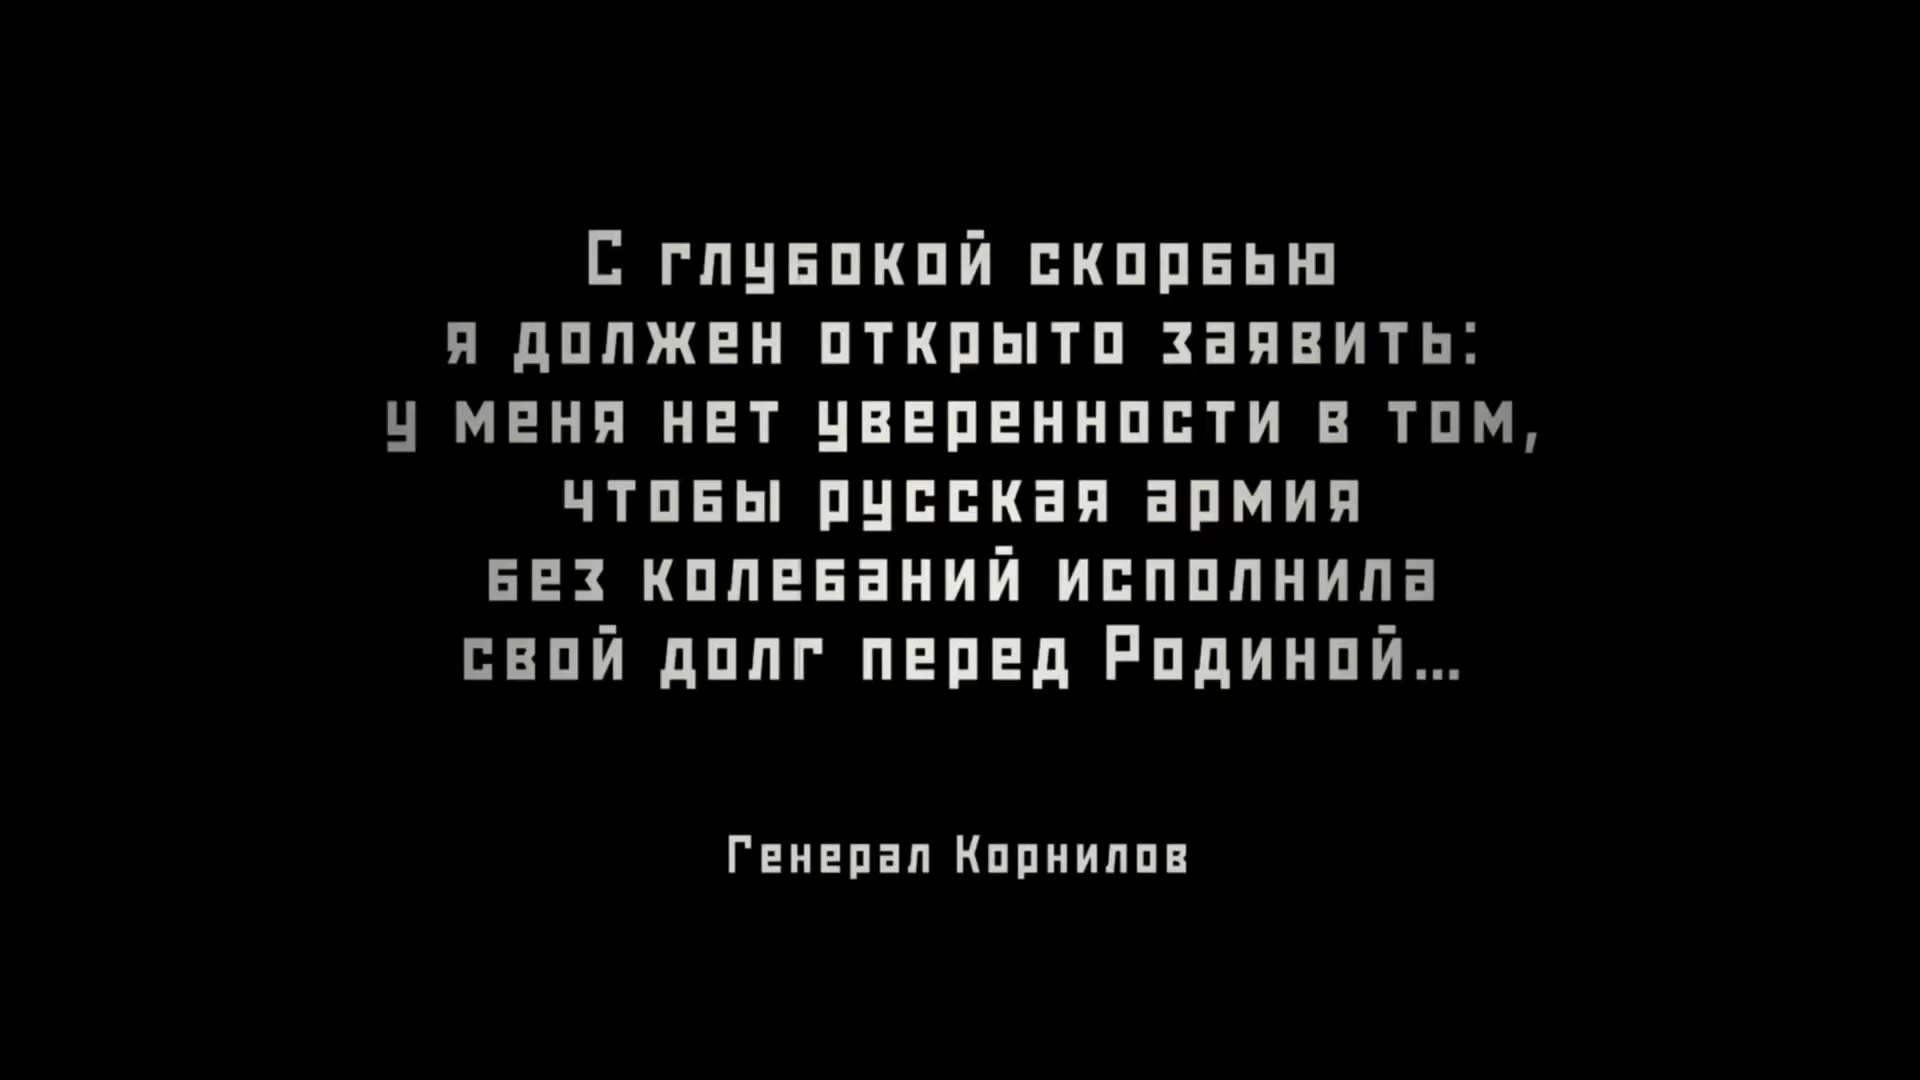 С глубокой скорбью
я должен открыто заявить:
у меня нет уверенности в том,
чтобы русская армия
без колебаний исполнила
свой долг перед Родиной...
Генерал Корнилов